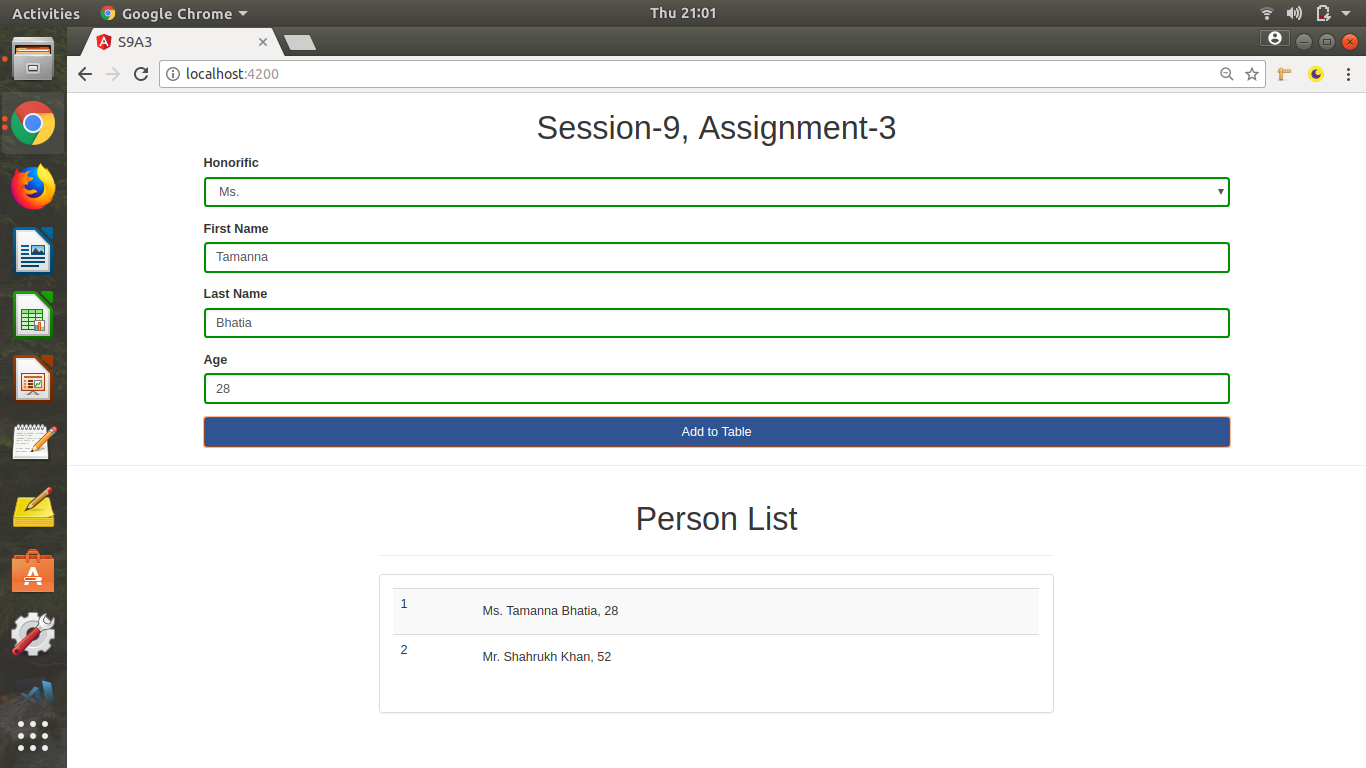 Activities Google Chrome Thu 21:01
S9A3
localhost:4200
Session-9, Assignment-3
Honorific
Ms.
First Name
Tamanna
Last Name
Bhatia
Age
28
Add to Table
Person List
1 Ms. Tamanna Bhatia, 28
2 Mr. Shahrukh Khan, 52